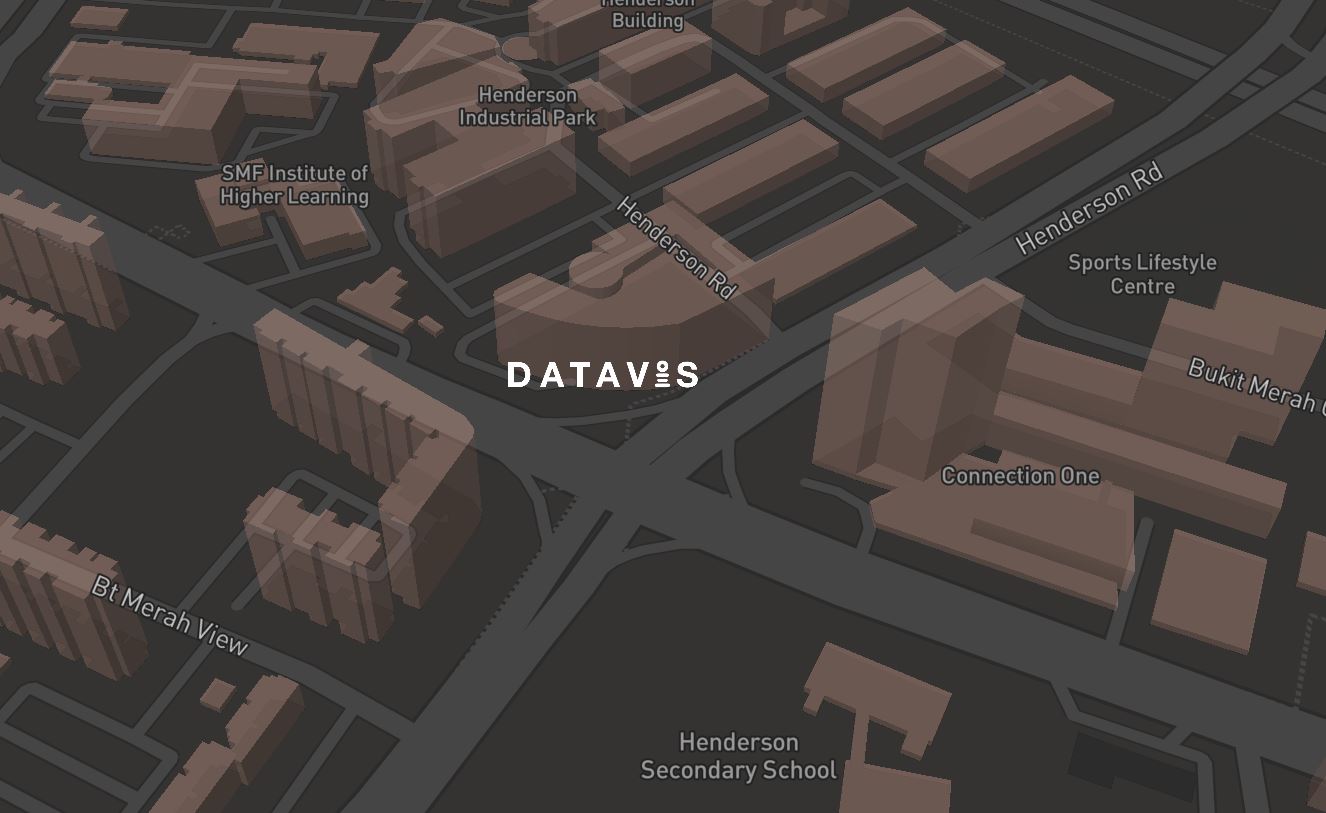 Henderson
Building
Henderson
Industrial Park
SMF Institute of
Higher Learning
Henderson Rd
Henderson Rd
Sports Lifestyle
Centre
DATAVIS
Bukit Merah
Connection One
Bt Merah View
Henderson
Secondary School